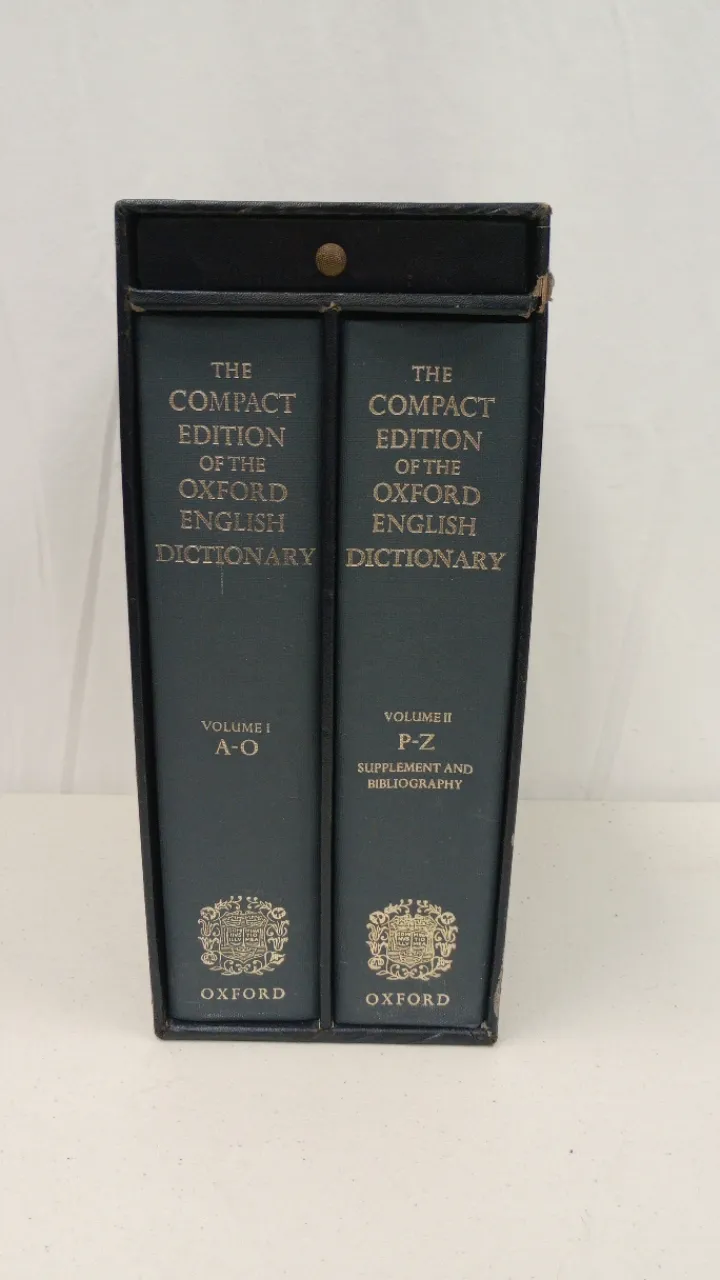 THE
COMPACT
EDITION
OF THE
OXFORD
ENGLISH
DICTIONARY
VOLUME I
A-O
OXFORD
THE
COMPACT
EDITION
OF THE
OXFORD
ENGLISH
DICTIONARY
VOLUME II
P-Z
SUPPLEMENT AND
BIBLIOGRAPHY
OXFORD